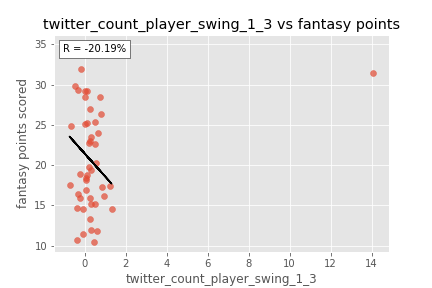 twitter_count_player_swing_1_3 vs fantasy points
R = -20.19%
fantasy points scored
35
30
25
20
15
10
0 2 4 6 8 10 12 14
twitter_count_player_swing_1_3